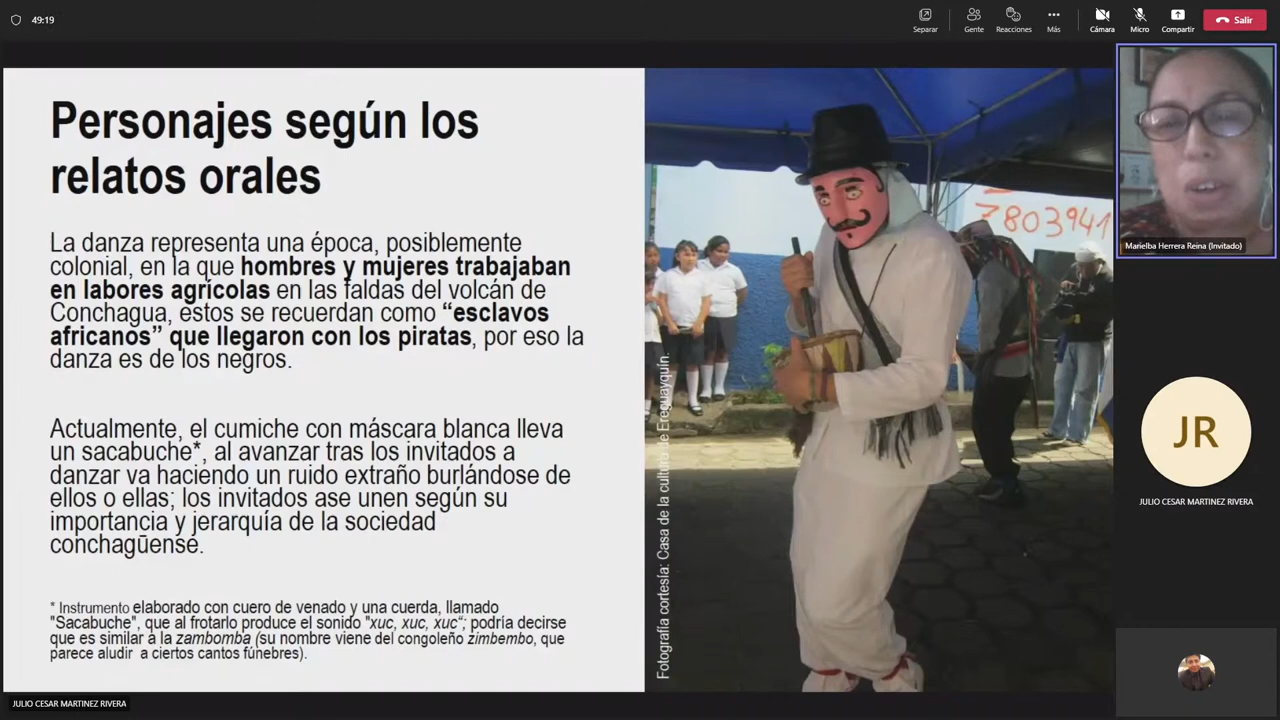 49:19
Separar
Gente
Reacciones
Más
Cámara
Micro
Compartir
Salir
Personajes según los
relatos orales
La danza representa una época, posiblemente
colonial, en la que hombres y mujeres trabajaban
en labores agrícolas en las faldas del volcán de
Conchagua, estos se recuerdan como “esclavos
africanos” que llegaron con los piratas, por eso la
danza es de los negros.
Actualmente, el cumiche con máscara blanca lleva
un sacabuche*, al avanzar tras los invitados a
danzar va haciendo un ruido extraño burlándose de
ellos o ellas; los invitados ase unen según su
importancia y jerarquía de la sociedad
conchagūense.
* Instrumento elaborado con cuero de venado y una cuerda, llamado
"Sacabuche", que al frotarlo produce el sonido "xuc, xuc, xuc“; podría decirse
que es similar a la zambomba (su nombre viene del congoleño zimbembo, que
parece aludir a ciertos cantos fúnebres).
Fotografía cortesía: Casa de la cultura de Ereguayquín.
7803941
Marielba Herrera Reina (Invitado)
JR
JULIO CESAR MARTINEZ RIVERA
JULIO CESAR MARTINEZ RIVERA